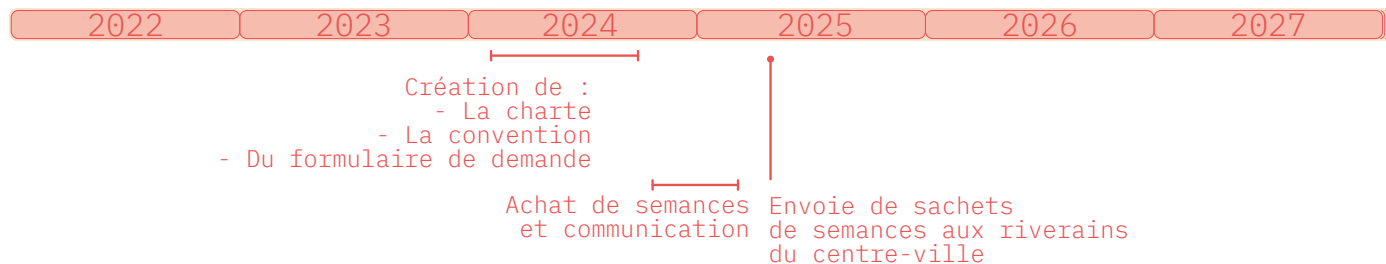 2022 2023 2024 2025 2026 2027
Création de :
- La charte
- La convention
- Du formulaire de demande
Achat de semances
et communication
Envoie de sachets
de semances aux riverains
du centre-ville